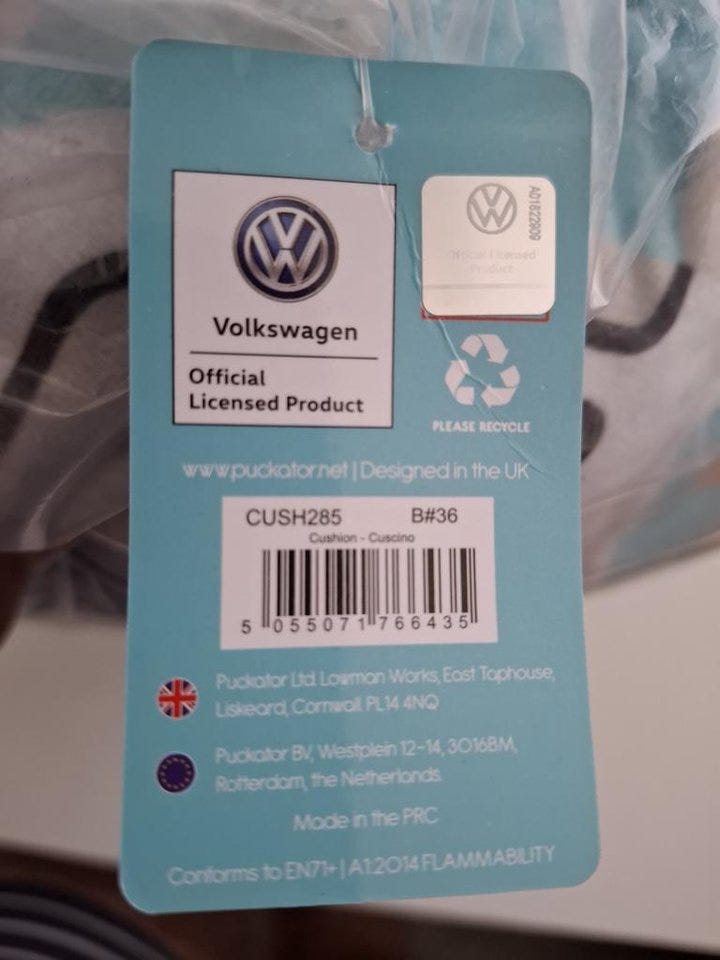 A01822909
Official Licensed
Product
Volkswagen
Official
Licensed Product
PLEASE RECYCLE
www.puckator.net | Designed in the UK
CUSH285 B#36
Cushion - Cuscino
5 055071 766435
Puckator Ltd. Lowman Works, East Taphouse,
Liskeard, Cornwall. PL14 4NQ
Puckator BV, Westplein 12-14, 3016BM,
Rotterdam, the Netherlands.
Made in the PRC
Conforms to EN71+ | A1:2014 FLAMMABILITY